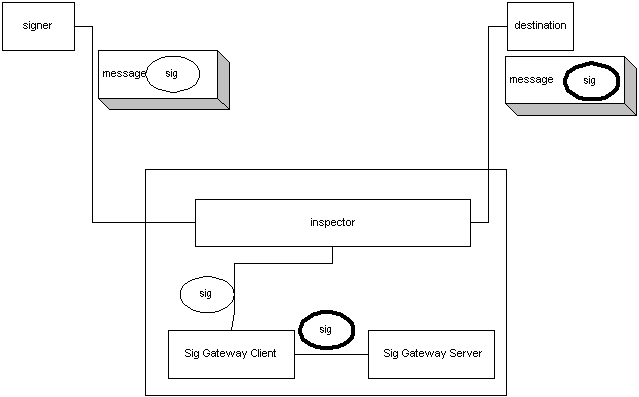 signer
destination
message
sig
message
sig
inspector
sig
sig
Sig Gateway Client
Sig Gateway Server